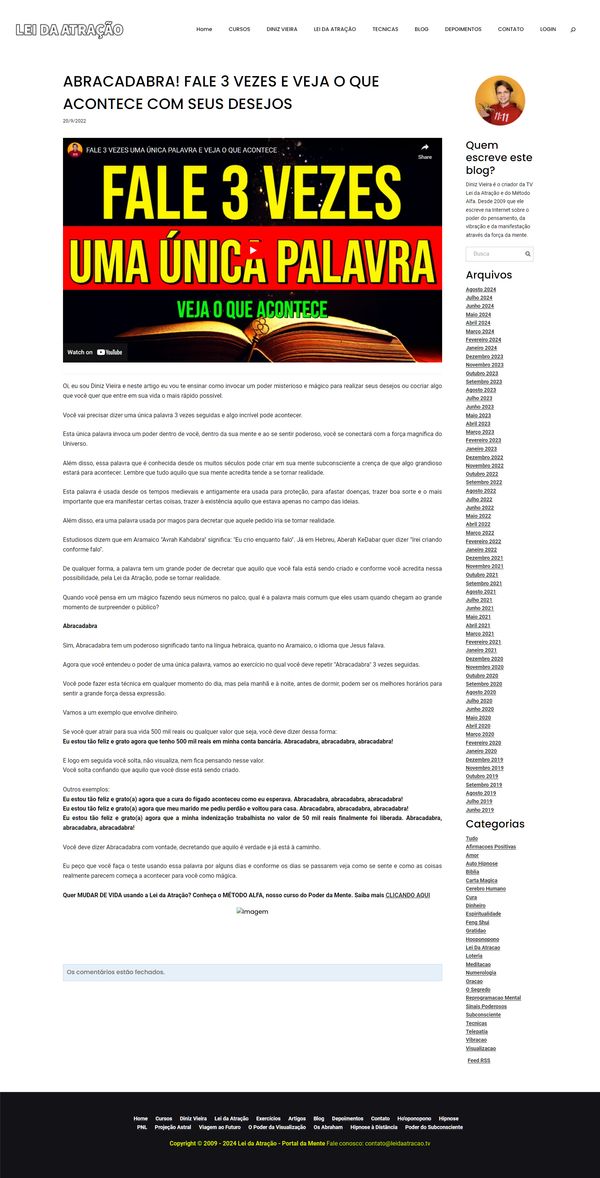 LEI DA ATRAÇÃO
Home CURSOS DINIZ VIEIRA LEI DA ATRAÇÃO TECNICAS BLOG DEPOIMENTOS CONTATO LOGIN
ABRACADABRA! FALE 3 VEZES E VEJA O QUE
ACONTECE COM SEUS DESEJOS
20/9/2022
FALE 3 VEZES UMA ÚNICA PALAVRA E VEJA O QUE ACONTECE
Share
FALE 3 VEZES
UMA ÚNICA PALAVRA
VEJA O QUE ACONTECE
Watch on YouTube
Oi, eu sou Diniz Vieira e neste artigo eu vou te ensinar como invocar um poder misterioso e mágico para realizar seus desejos ou cocriar algo
que você quer que entre em sua vida o mais rápido possível.
Você vai precisar dizer uma única palavra 3 vezes seguidas e algo incrível pode acontecer.
Esta única palavra invoca um poder dentro de você, dentro da sua mente e ao se sentir poderoso, você se conectará com a força magnífica do
Universo.
Além disso, essa palavra que é conhecida desde os muitos séculos pode criar em sua mente subconsciente a crença de que algo grandioso
estará para acontecer. Lembre que tudo aquilo que sua mente acredita tende a se tornar realidade.
Esta palavra é usada desde os tempos medievais e antigamente era usada para proteção, para afastar doenças, trazer boa sorte e o mais
importante que era manifestar certas coisas, trazer à existência aquilo que estava apenas no campo das ideias.
Além disso, era uma palavra usada por magos para decretar que aquele pedido iria se tornar realidade.
Estudiosos dizem que em Aramaico "Avrah Kahdabra" significa: "Eu crio enquanto falo". Já em Hebreu, Aberah KeDabar quer dizer "irei criando
conforme falo".
De qualquer forma, a palavra tem um grande poder de decretar que aquilo que você fala está sendo criado e conforme você acredita nessa
possibilidade, pela Lei da Atração, pode se tornar realidade.
Quando você pensa em um mágico fazendo seus números no palco, qual é a palavra mais comum que eles usam quando chegam ao grande
momento de surpreender o público?
Abracadabra
Sim, Abracadabra tem um poderoso significado tanto na língua hebraica, quanto no Aramaico, o idioma que Jesus falava.
Agora que você entendeu o poder de uma única palavra, vamos ao exercício no qual você deve repetir "Abracadabra" 3 vezes seguidas.
Você pode fazer esta técnica em qualquer momento do dia, mas pela manhã e à noite, antes de dormir, podem ser os melhores horários para
sentir a grande força dessa expressão.
Vamos a um exemplo que envolve dinheiro.
Se você quer atrair para sua vida 500 mil reais ou qualquer valor que seja, você deve dizer dessa forma:
Eu estou tão feliz e grato agora que tenho 500 mil reais em minha conta bancária. Abracadabra, abracadabra, abracadabra!
E logo em seguida você solta, não visualiza, nem fica pensando nesse valor.
Você solta confiando que aquilo que você disse está sendo criado.
Outros exemplos:
Eu estou tão feliz e grato(a) agora que a cura do fígado aconteceu como eu esperava. Abracadabra, abracadabra, abracadabra!
Eu estou tão feliz e grato(a) agora que meu marido me pediu perdão e voltou para casa. Abracadabra, abracadabra, abracadabra!
Eu estou tão feliz e grato(a) agora que a minha indenização trabalhista no valor de 50 mil reais finalmente foi liberada. Abracadabra,
abracadabra, abracadabra!
Você deve dizer Abracadabra com vontade, decretando que aquilo é verdade e já está à caminho.
Eu peço que você faça o teste usando essa palavra por alguns dias e conforme os dias se passarem veja como se sente e como as coisas
realmente parecem começa a acontecer para você como mágica.
Quer MUDAR DE VIDA usando a Lei da Atração? Conheça o MÉTODO ALFA, nosso curso do Poder da Mente. Saiba mais CLICANDO AQUI
Imagem
Os comentários estão fechados.
11:11
Quem
escreve este
blog?
Diniz Vieira é o criador da TV
Lei da Atração e do Método
Alfa. Desde 2009 que ele
escreve na Internet sobre o
poder do pensamento, da
vibração e da manifestação
através da força da mente.
Busca
Arquivos
Agosto 2024
Julho 2024
Junho 2024
Maio 2024
Abril 2024
Março 2024
Fevereiro 2024
Janeiro 2024
Dezembro 2023
Novembro 2023
Outubro 2023
Setembro 2023
Agosto 2023
Julho 2023
Junho 2023
Maio 2023
Abril 2023
Março 2023
Fevereiro 2023
Janeiro 2023
Dezembro 2022
Novembro 2022
Outubro 2022
Setembro 2022
Agosto 2022
Julho 2022
Junho 2022
Maio 2022
Abril 2022
Março 2022
Fevereiro 2022
Janeiro 2022
Dezembro 2021
Novembro 2021
Outubro 2021
Setembro 2021
Agosto 2021
Julho 2021
Junho 2021
Maio 2021
Abril 2021
Março 2021
Fevereiro 2021
Janeiro 2021
Dezembro 2020
Novembro 2020
Outubro 2020
Setembro 2020
Agosto 2020
Julho 2020
Junho 2020
Maio 2020
Abril 2020
Março 2020
Fevereiro 2020
Janeiro 2020
Dezembro 2019
Novembro 2019
Outubro 2019
Setembro 2019
Agosto 2019
Julho 2019
Junho 2019
Categorias
Tudo
Afirmacoes Positivas
Amor
Auto Hipnose
Biblia
Carta Magica
Cerebro Humano
Cura
Dinheiro
Espiritualidade
Feng Shui
Gratidao
Hooponopono
Lei Da Atracao
Loteria
Meditacao
Numerologia
Oracao
O Segredo
Reprogramacao Mental
Sinais Poderosos
Subconsciente
Tecnicas
Telepatia
Vibracao
Visualizacao
Feed RSS
Home Cursos Diniz Vieira Lei da Atração Exercícios Artigos Blog Depoimentos Contato Ho'oponopono Hipnose
PNL Projeção Astral Viagem ao Futuro O Poder da Visualização Os Abraham Hipnose à Distância Poder do Subconsciente
Copyright © 2009 - 2024 Lei da Atração - Portal da Mente Fale conosco: contato@leidaatracao.tv